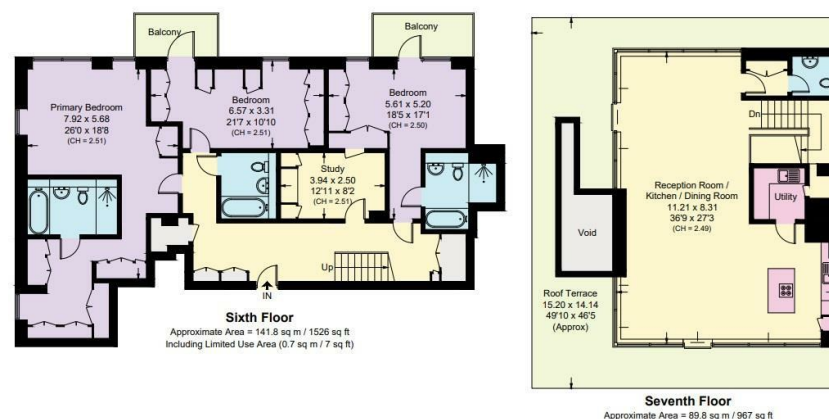 Balcony
Balcony
Primary Bedroom
7.92 x 5.68
26'0 x 18'8
(CH = 2.51)
Bedroom
6.57 x 3.31
21'7 x 10'10
(CH = 2.51)
Bedroom
5.61 x 5.20
18'5 x 17'1
(CH = 2.50)
Study
3.94 x 2.50
12'11 x 8'2
(CH = 2.51)
Up
IN
Sixth Floor
Approximate Area = 141.8 sq m / 1526 sq ft
Including Limited Use Area (0.7 sq m / 7 sq ft)
Dn
Reception Room /
Kitchen / Dining Room
11.21 x 8.31
36'9 x 27'3
(CH = 2.49)
Utility
Void
Roof Terrace
15.20 x 14.14
49'10 x 46'5
(Approx)
Seventh Floor
Approximate Area = 89.8 sq m / 967 sq ft